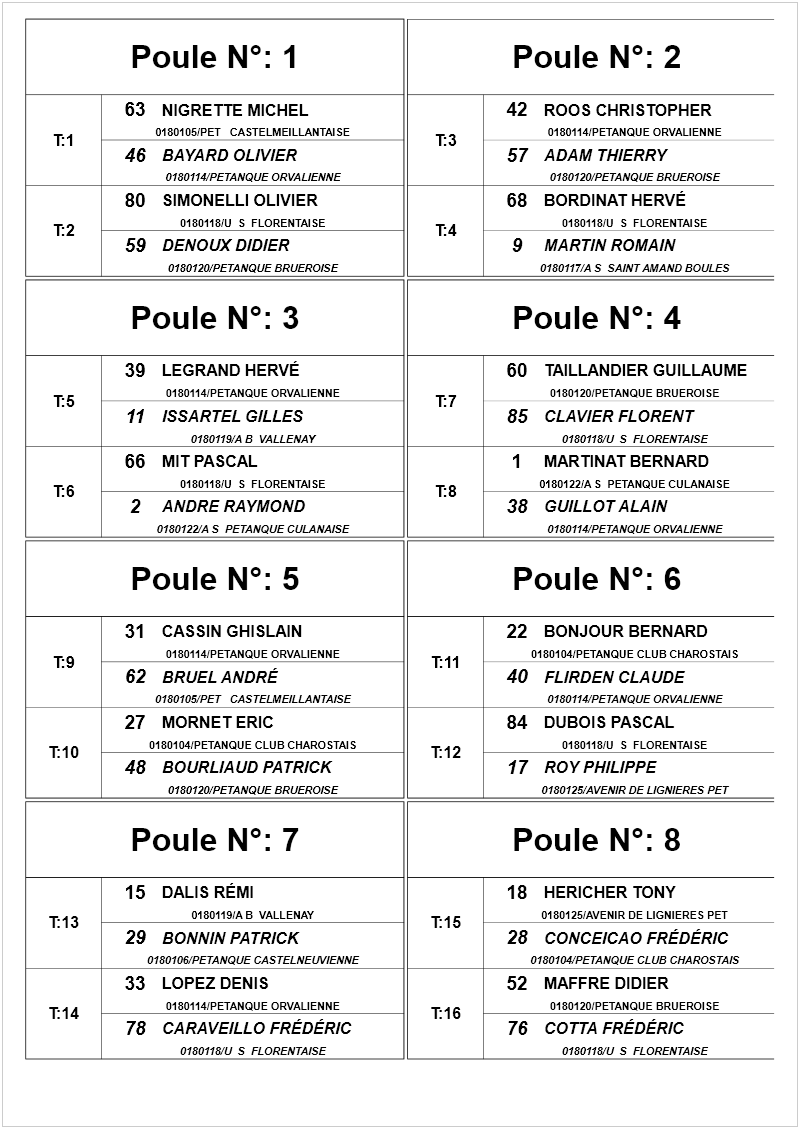 Poule N°: 1
T:1
63 NIGRETTE MICHEL
0180105/PET CASTELMEILLANTAISE
46 BAYARD OLIVIER
0180114/PETANQUE ORVALIENNE
T:2
80 SIMONELLI OLIVIER
0180118/U S FLORENTAISE
59 DENOUX DIDIER
0180120/PETANQUE BRUEROISE
Poule N°: 2
T:3
42 ROOS CHRISTOPHER
0180114/PETANQUE ORVALIENNE
57 ADAM THIERRY
0180120/PETANQUE BRUEROISE
T:4
68 BORDINAT HERVÉ
0180118/U S FLORENTAISE
9 MARTIN ROMAIN
0180117/A S SAINT AMAND BOULES
Poule N°: 3
T:5
39 LEGRAND HERVÉ
0180114/PETANQUE ORVALIENNE
11 ISSARTEL GILLES
0180119/A B VALLENAY
T:6
66 MIT PASCAL
0180118/U S FLORENTAISE
2 ANDRE RAYMOND
0180122/A S PETANQUE CULANAISE
Poule N°: 4
T:7
60 TAILLANDIER GUILLAUME
0180120/PETANQUE BRUEROISE
85 CLAVIER FLORENT
0180118/U S FLORENTAISE
T:8
1 MARTINAT BERNARD
0180122/A S PETANQUE CULANAISE
38 GUILLOT ALAIN
0180114/PETANQUE ORVALIENNE
Poule N°: 5
T:9
31 CASSIN GHISLAIN
0180114/PETANQUE ORVALIENNE
62 BRUEL ANDRÉ
0180105/PET CASTELMEILLANTAISE
T:10
27 MORNET ERIC
0180104/PETANQUE CLUB CHAROSTAIS
48 BOURLIAUD PATRICK
0180120/PETANQUE BRUEROISE
Poule N°: 6
T:11
22 BONJOUR BERNARD
0180104/PETANQUE CLUB CHAROSTAIS
40 FLIRDEN CLAUDE
0180114/PETANQUE ORVALIENNE
T:12
84 DUBOIS PASCAL
0180118/U S FLORENTAISE
17 ROY PHILIPPE
0180125/AVENIR DE LIGNIERES PET
Poule N°: 7
T:13
15 DALIS RÉMI
0180119/A B VALLENAY
29 BONNIN PATRICK
0180106/PETANQUE CASTELNEUVIENNE
T:14
33 LOPEZ DENIS
0180114/PETANQUE ORVALIENNE
78 CARAVEILLO FRÉDÉRIC
0180118/U S FLORENTAISE
Poule N°: 8
T:15
18 HERICHER TONY
0180125/AVENIR DE LIGNIERES PET
28 CONCEICAO FRÉDÉRIC
0180104/PETANQUE CLUB CHAROSTAIS
T:16
52 MAFFRE DIDIER
0180120/PETANQUE BRUEROISE
76 COTTA FRÉDÉRIC
0180118/U S FLORENTAISE